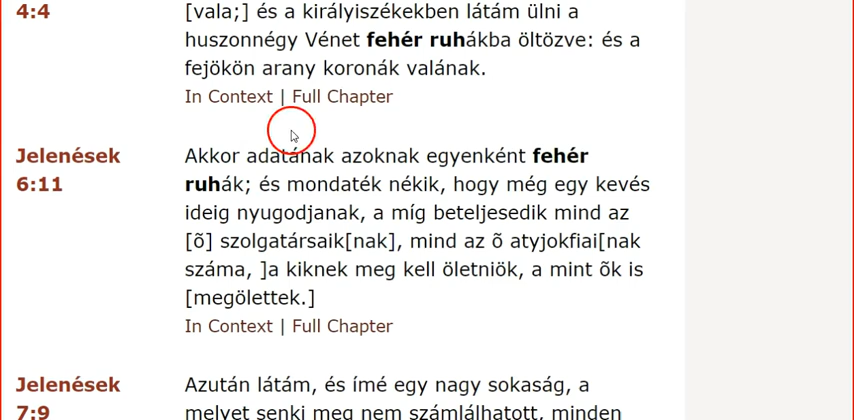 4:4
[vala;] és a királyiszékekben látám ülni a
huszonnégy Vénet fehér ruhákba öltözve: és a
fejökön arany koronák valának.
In Context | Full Chapter
Jelenések
6:11
Akkor adatának azoknak egyenként fehér
ruhák; és mondaték nékik, hogy még egy kevés
ideig nyugodjanak, a míg beteljesedik mind az
[õ] szolgatársaik[nak], mind az õ atyjokfiai[nak
száma, ]a kiknek meg kell öletniök, a mint õk is
[megölettek.]
In Context | Full Chapter
Jelenések
7:9
Azután látám, és ímé egy nagy sokaság, a
melyet senki meg nem számlálhatott, minden